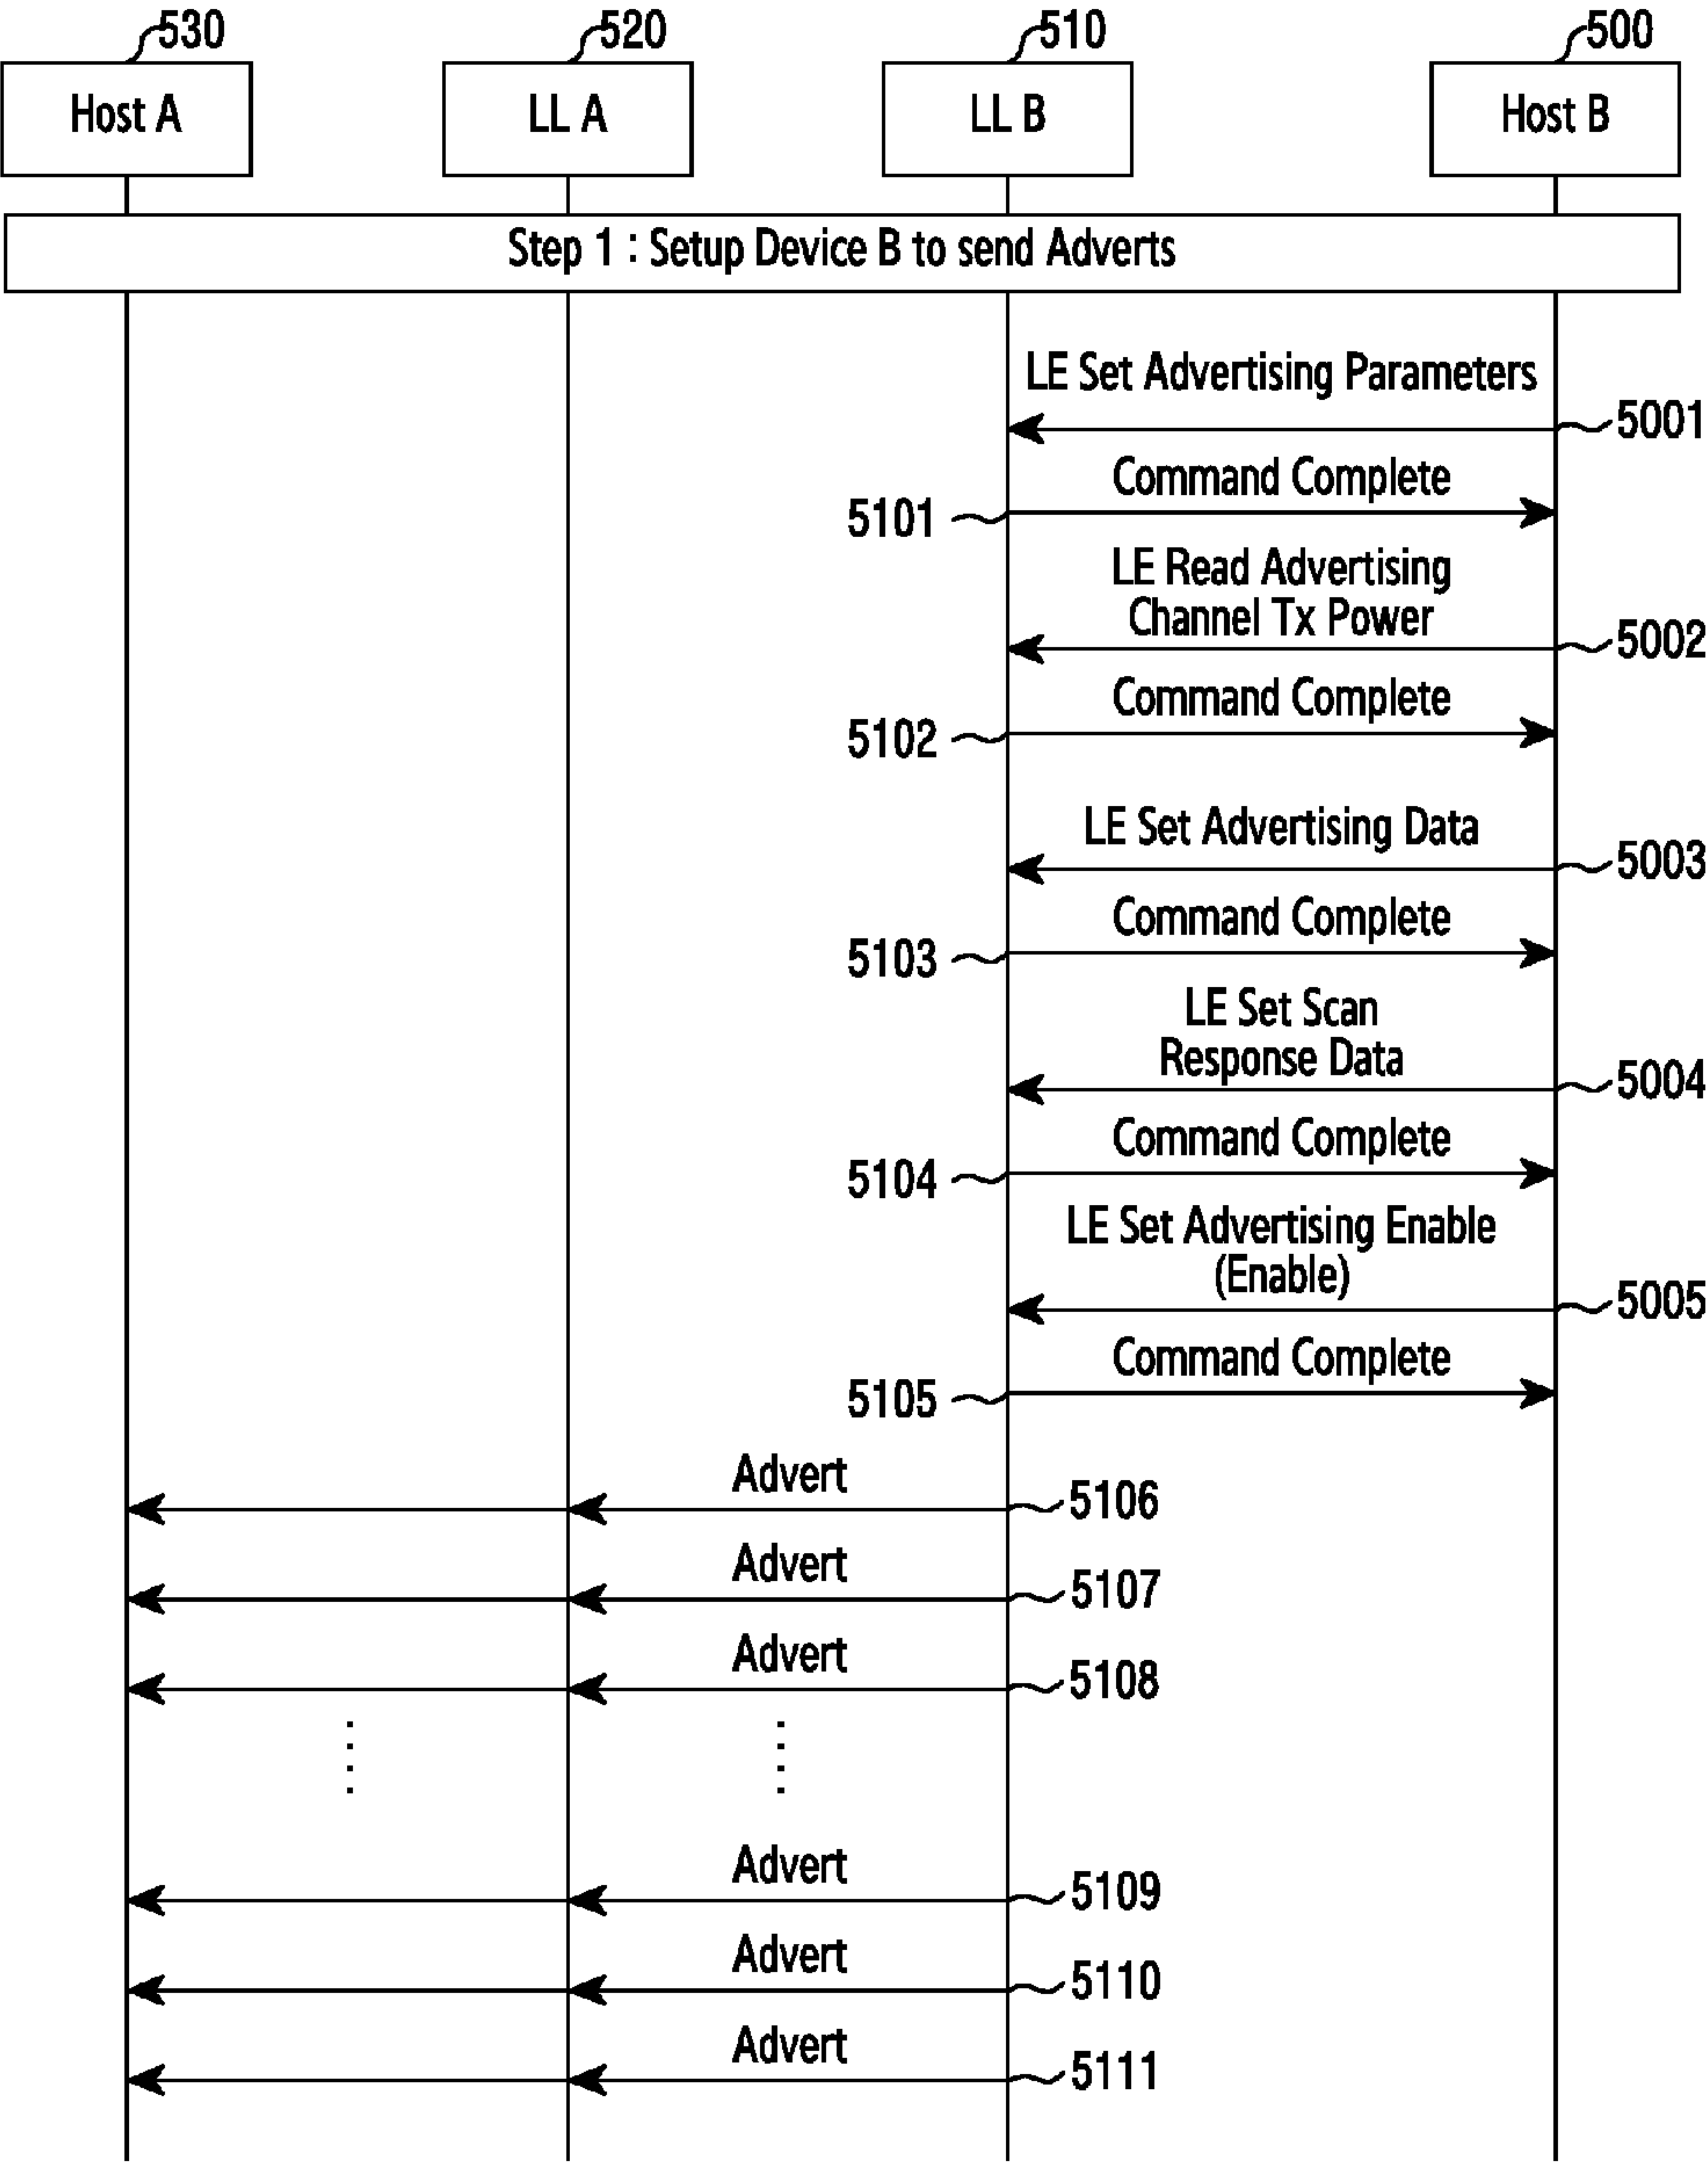 530
520
510
500
Host A
LL A
LL B
Host B
Step 1 : Setup Device B to send Adverts
LE Set Advertising Parameters
5001
Command Complete
5101
LE Read Advertising
Channel Tx Power
5002
Command Complete
5102
LE Set Advertising Data
5003
Command Complete
5103
LE Set Scan
Response Data
5004
Command Complete
5104
LE Set Advertising Enable
(Enable)
5005
Command Complete
5105
Advert
5106
Advert
5107
Advert
5108
Advert
5109
Advert
5110
Advert
5111